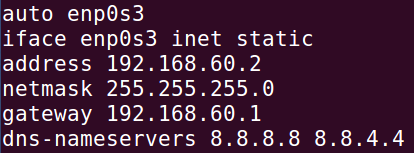 auto enp0s3
iface enp0s3 inet static
address 192.168.60.2
netmask 255.255.255.0
gateway 192.168.60.1
dns-nameservers 8.8.8.8 8.8.4.4